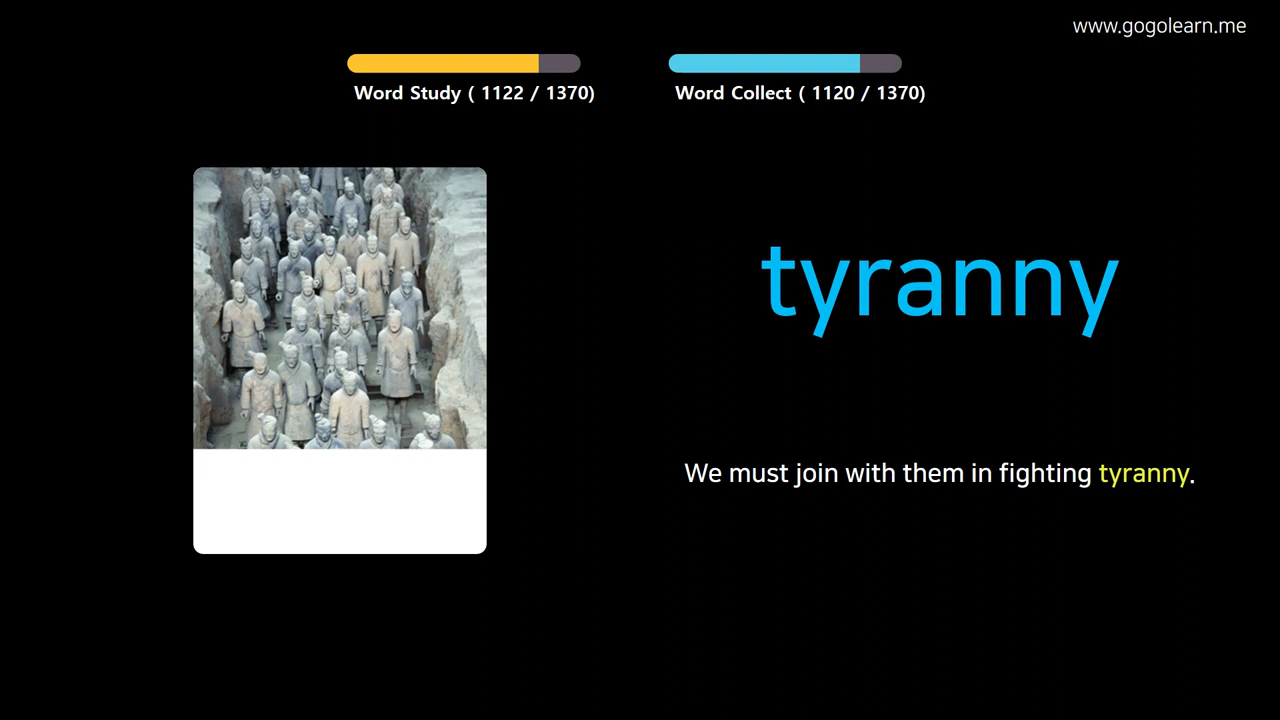 www.gogolearn.me
Word Study ( 1122 / 1370)
Word Collect ( 1120 / 1370)
tyranny
We must join with them in fighting tyranny.